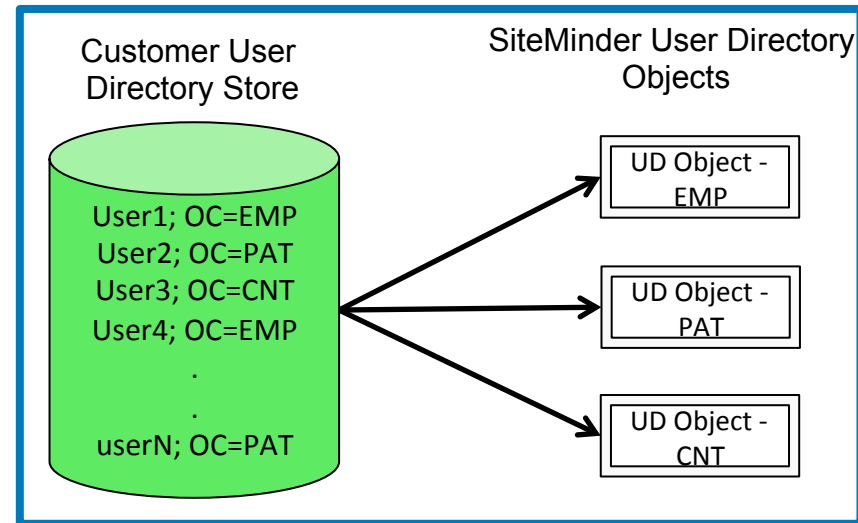 Customer User
Directory Store
SiteMinder User Directory
Objects
User1; OC=EMP
User2; OC=PAT
User3; OC=CNT
User4; OC=EMP
.
.
userN; OC=PAT
UD Object -
EMP
UD Object -
PAT
UD Object -
CNT